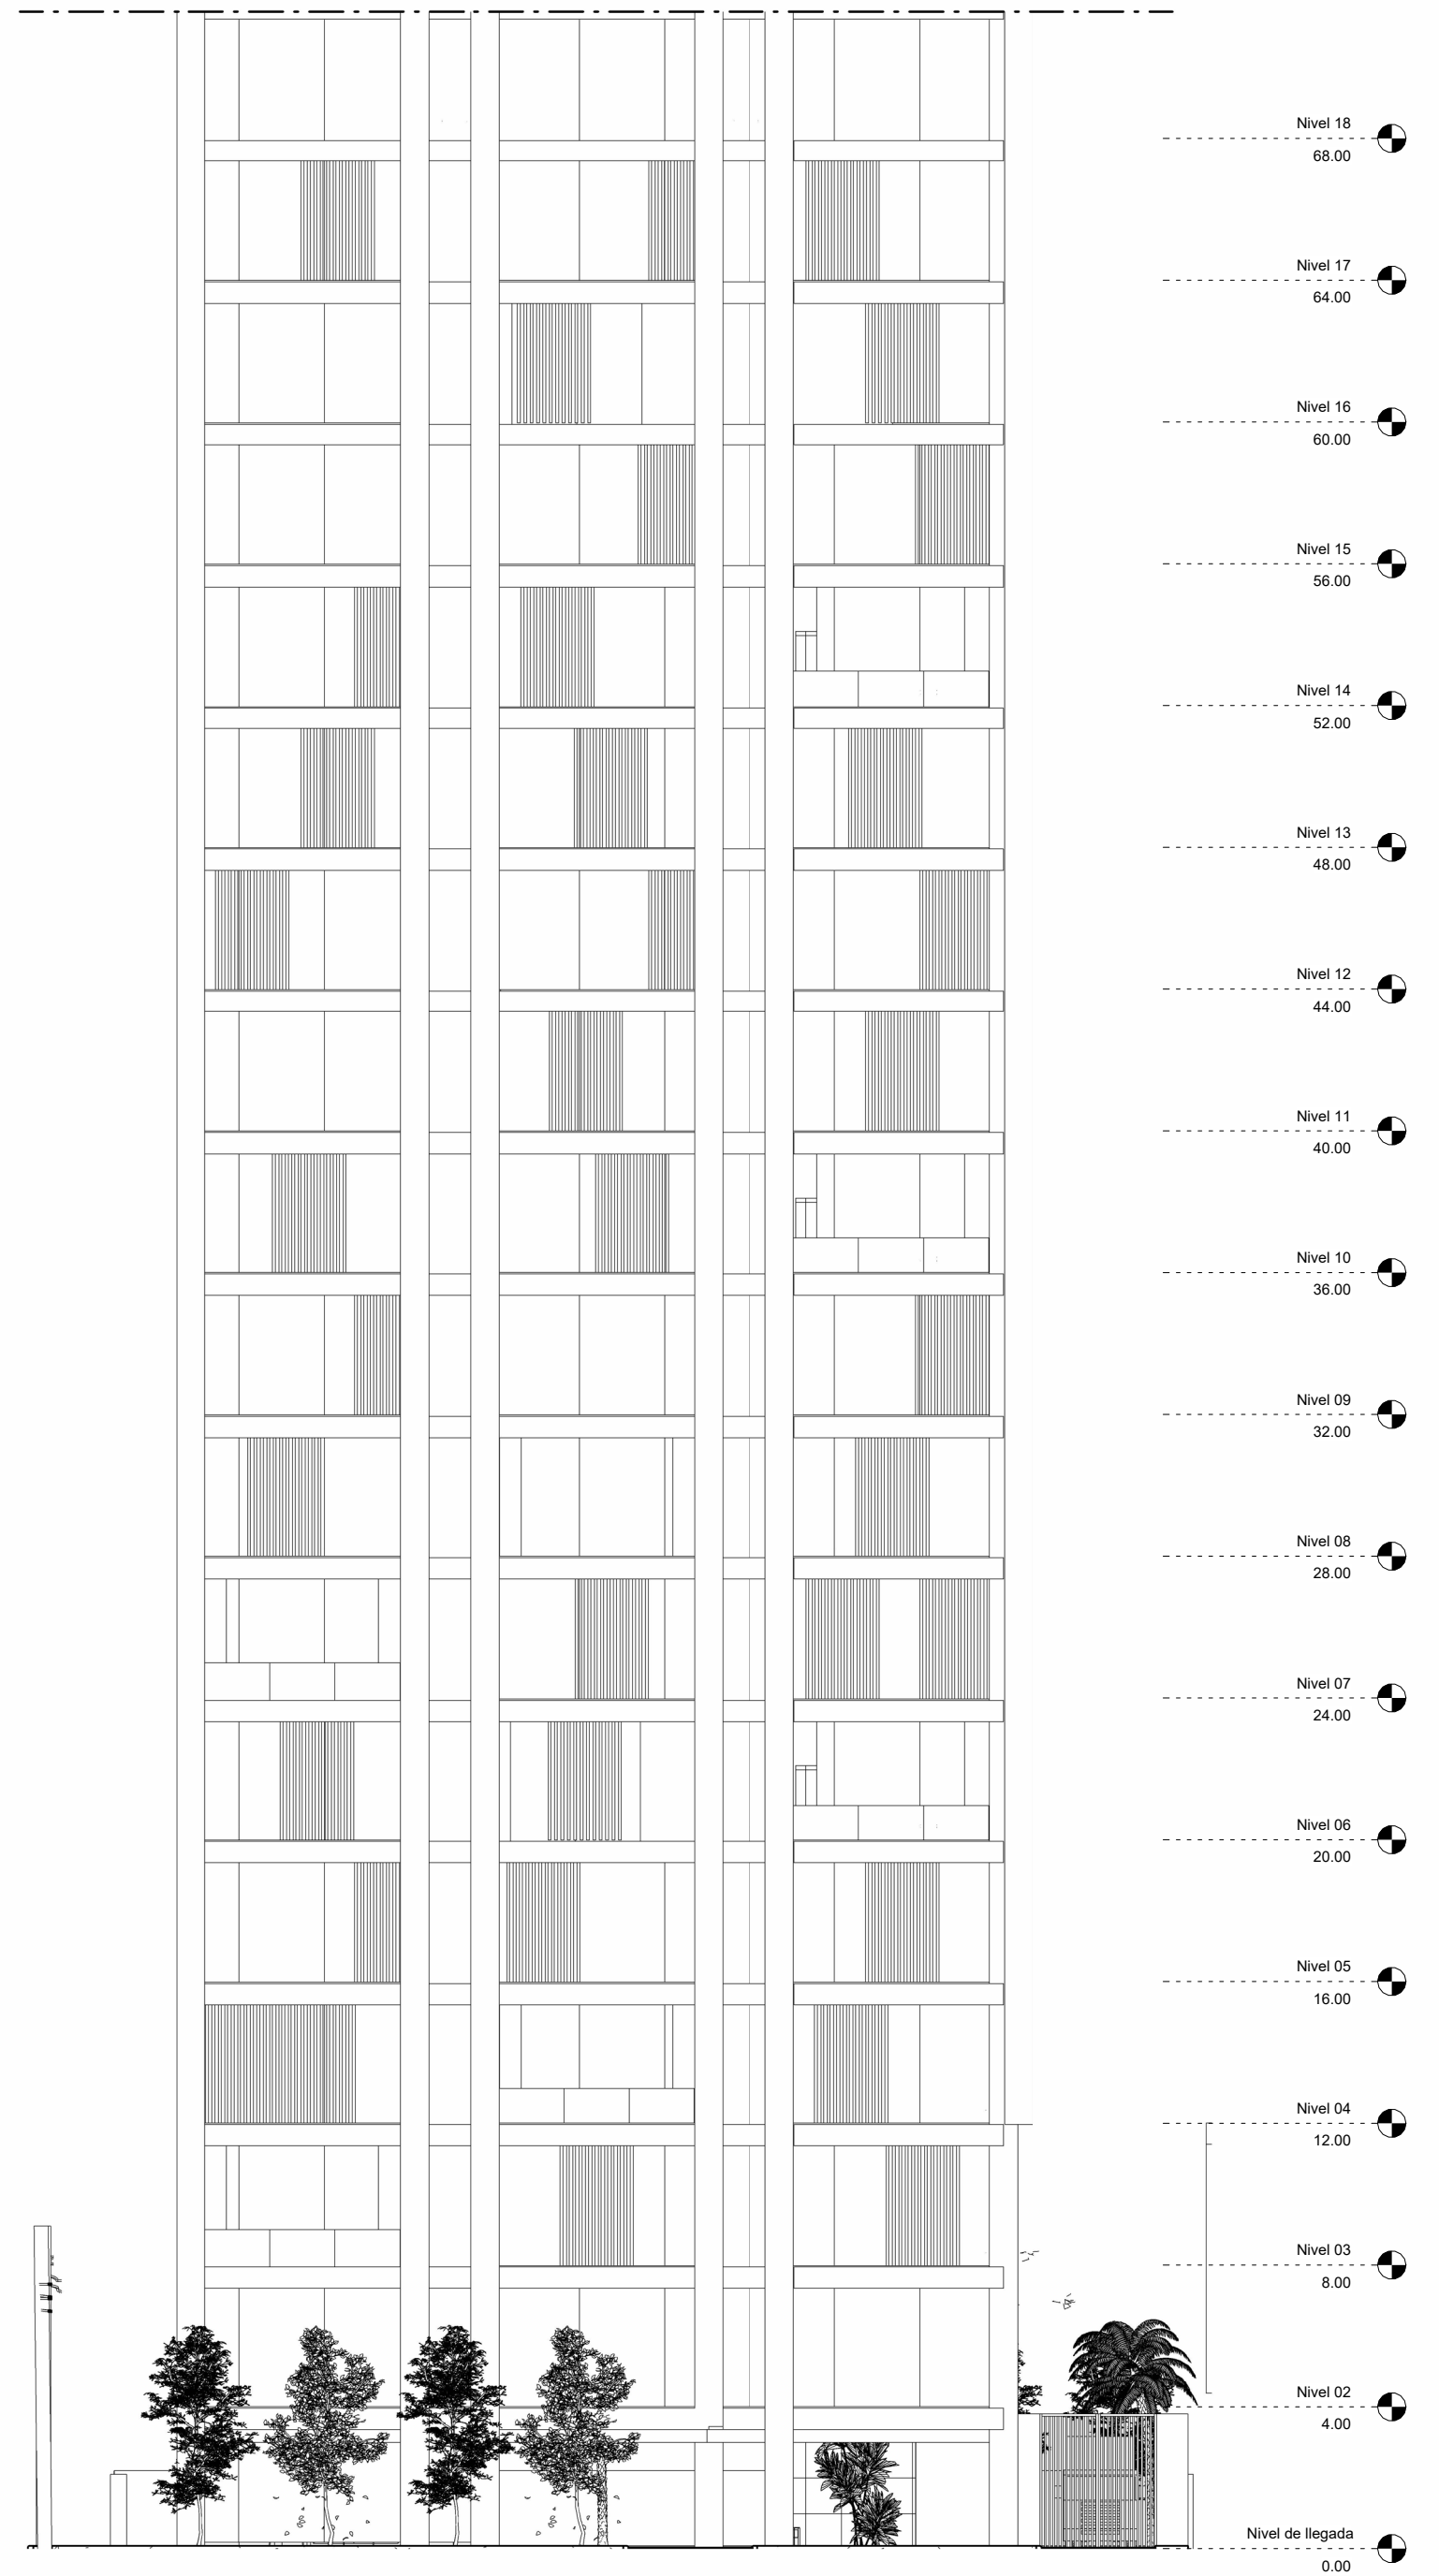 Nivel 18
68.00
Nivel 17
64.00
Nivel 16
60.00
Nivel 15
56.00
Nivel 14
52.00
Nivel 13
48.00
Nivel 12
44.00
Nivel 11
40.00
Nivel 10
36.00
Nivel 09
32.00
Nivel 08
28.00
Nivel 07
24.00
Nivel 06
20.00
Nivel 05
16.00
Nivel 04
12.00
Nivel 03
8.00
Nivel 02
4.00
Nivel de llegada
0.00